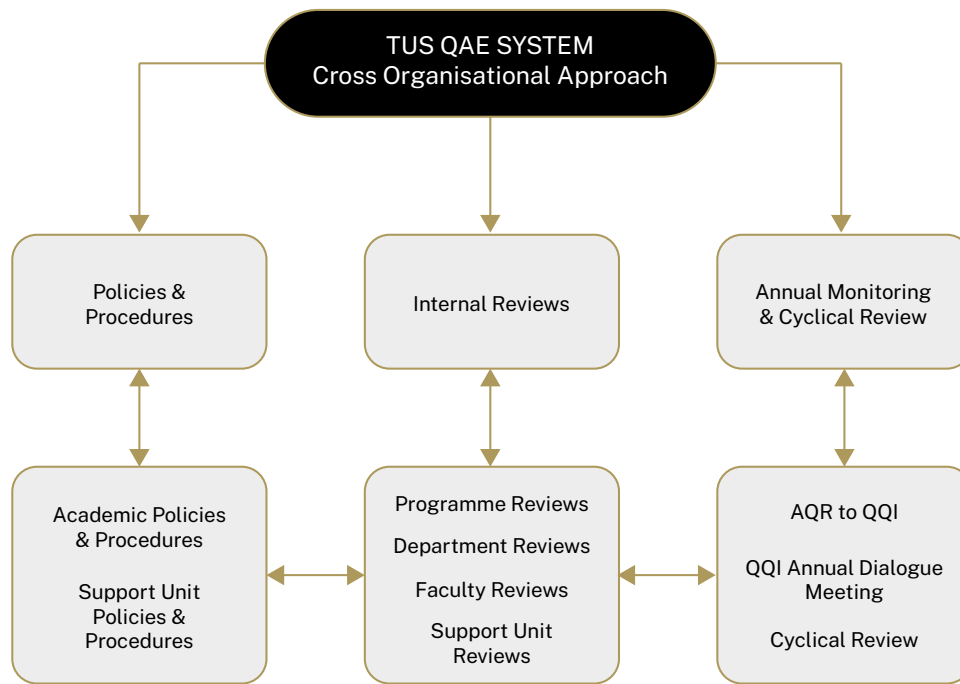 TUS QAE SYSTEM
Cross Organisational Approach
Policies &
Procedures
Internal Reviews
Annual Monitoring
& Cyclical Review
Academic Policies
& Procedures
Support Unit
Policies &
Procedures
Programme Reviews
Department Reviews
Faculty Reviews
Support Unit
Reviews
AQR to QQI
QQI Annual Dialogue
Meeting
Cyclical Review